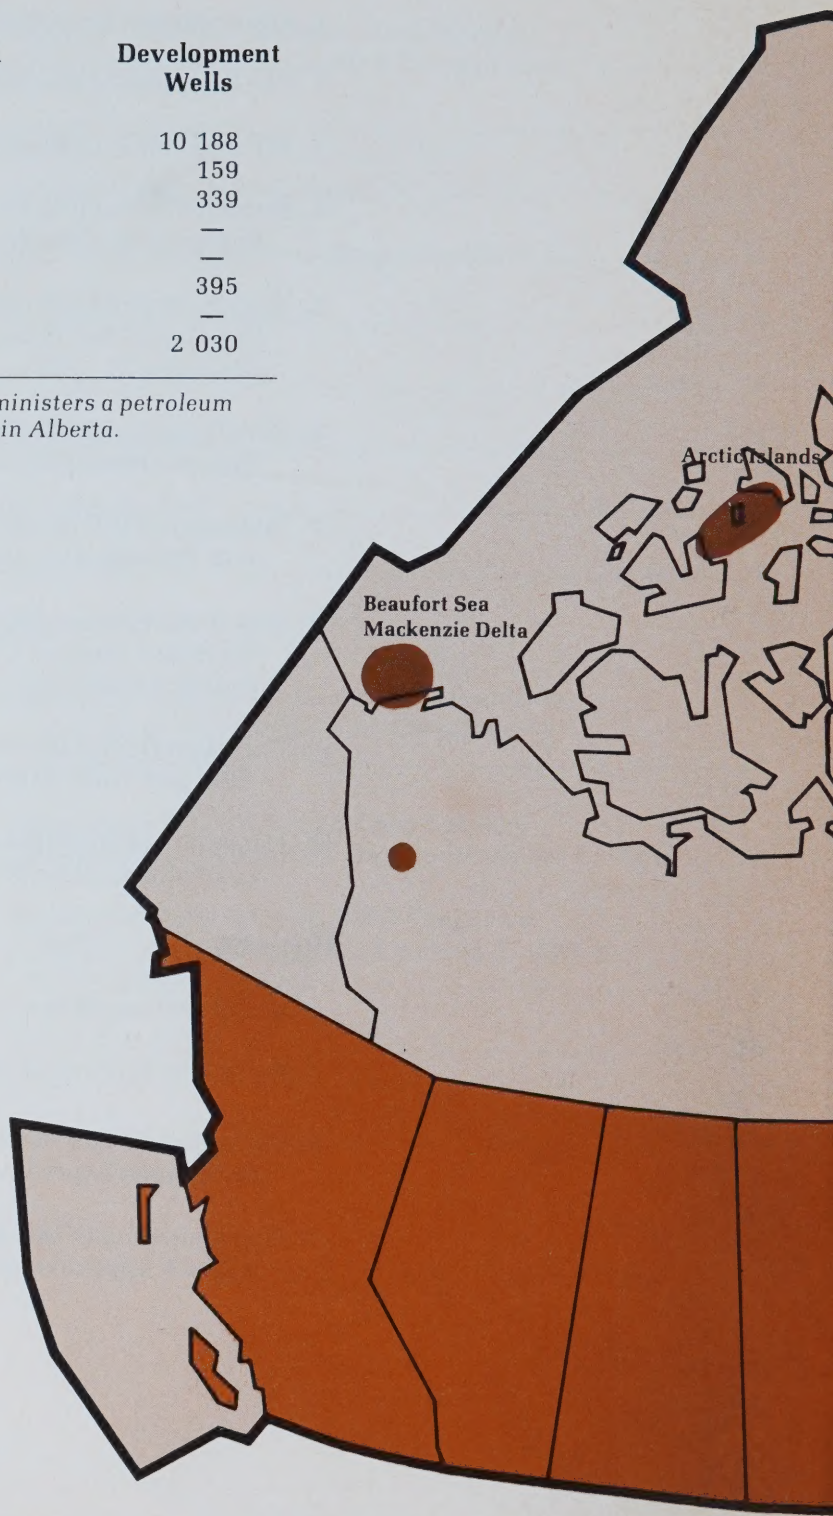 Development
Wells
10 188
159
339
—
—
395
—
2 030
ministers a petroleum
in Alberta.
Arctic Islands
Beaufort Sea
Mackenzie Delta